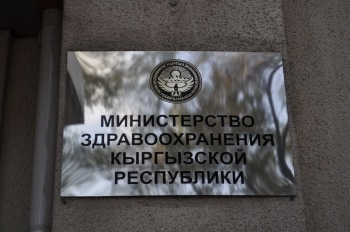 МИНИСТЕРСТВО
ЗДРАВООХРАНЕНИЯ
КЫРГЫЗСКОЙ
РЕСПУБЛИКИ